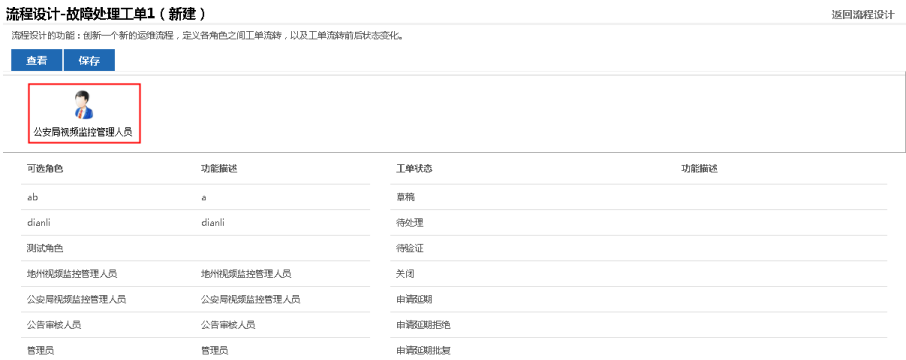 流程设计-故障处理工单1（新建）
返回流程设计
流程设计的功能：创新一个新的运维流程，定义各角色之间工单流转，以及工单流转前后状态变化。
查看 保存
公安局视频监控管理人员
可选角色 功能描述 工单状态 功能描述
ab a 草稿
dianli dianli 待处理
测试角色 待验证
地州视频监控管理人员 地州视频监控管理人员 关闭
公安局视频监控管理人员 公安局视频监控管理人员 申请延期
公告审核人员 公告审核人员 申请延期拒绝
管理员 管理员 申请延期批复